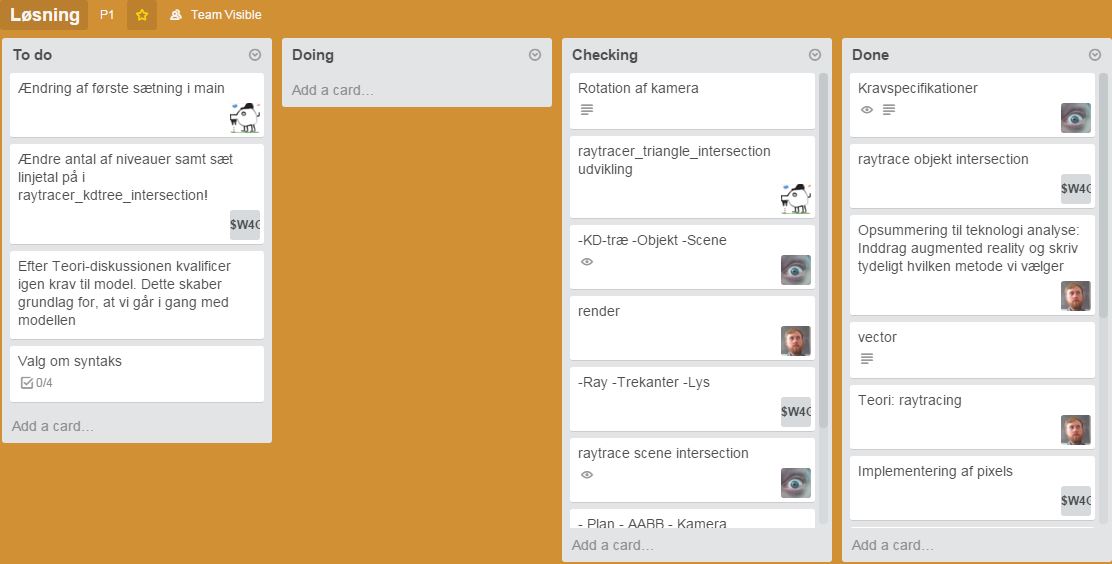 Løsning P1 Team Visible
To do
Ændring af første sætning i main
Ændre antal af niveauer samt sæt
linjetal på i
raytracer_kdtree_intersection!
$W4G
Efter Teori-diskussionen kvalificer
igen krav til model. Dette skaber
grundlag for, at vi går i gang med
modellen
Valg om syntaks
0/4
Add a card…
Doing
Add a card…
Checking
Rotation af kamera
raytracer_triangle_intersection
udvikling
-KD-træ -Objekt -Scene
render
-Ray -Trekanter -Lys
$W4G
raytrace scene intersection
- Plan - AABB - Kamera
Add a card…
Done
Kravspecifikationer
raytrace objekt intersection
$W4G
Opsummering til teknologi analyse:
Inddrag augmented reality og skriv
tydeligt hvilken metode vi vælger
vector
Teori: raytracing
Implementering af pixels
$W4G
Add a card…